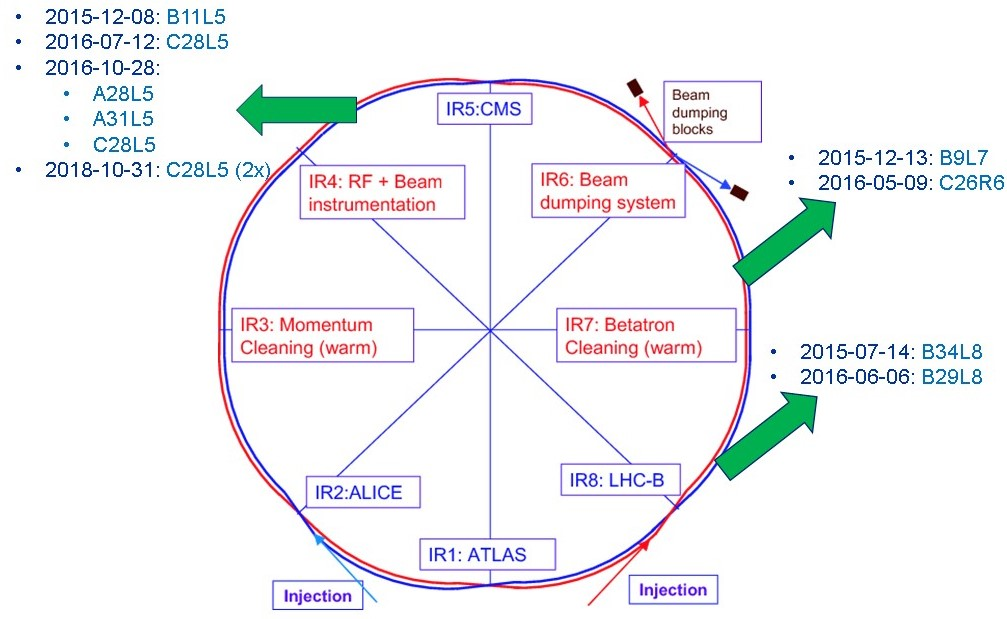 • 2015-12-08: B11L5
• 2016-07-12: C28L5
• 2016-10-28:
• A28L5
• A31L5
• C28L5
• 2018-10-31: C28L5 (2x)
IR5:CMS
Beam
dumping
blocks
IR4: RF + Beam
instrumentation
IR6: Beam
dumping system
• 2015-12-13: B9L7
• 2016-05-09: C26R6
IR3: Momentum
Cleaning (warm)
IR7: Betatron
Cleaning (warm)
• 2015-07-14: B34L8
• 2016-06-06: B29L8
IR2:ALICE
IR8: LHC-B
IR1: ATLAS
Injection
Injection